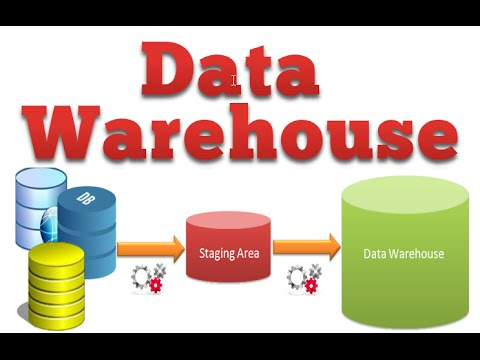 Data
Warehouse
DB
Staging Area
Data Warehouse